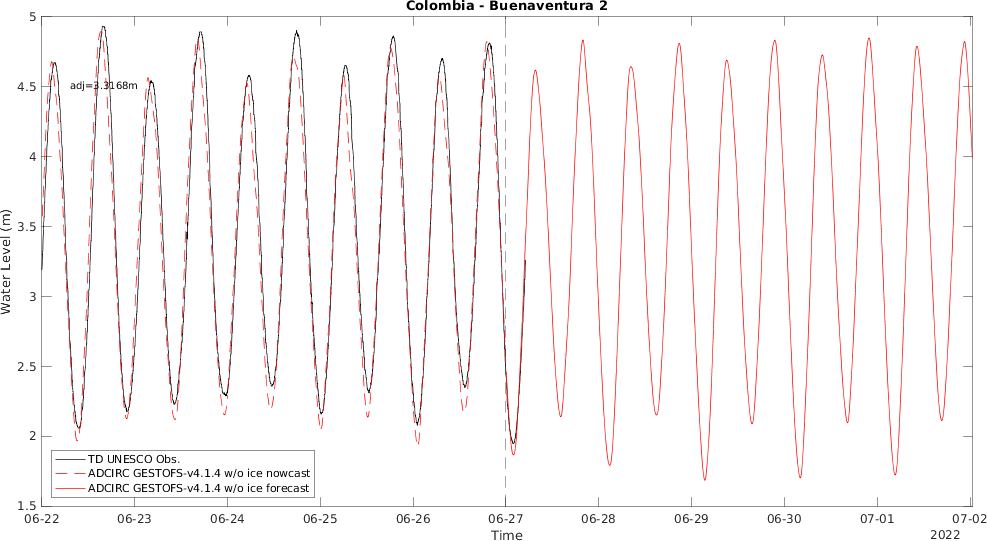 Colombia - Buenaventura 2
5
4.5
4
3.5
3
2.5
2
1.5
Water Level (m)
adj=3.3168m
TD UNESCO Obs.
ADCIRC GESTOFS-v4.1.4 w/o ice nowcast
ADCIRC GESTOFS-v4.1.4 w/o ice forecast
06-22 06-23 06-24 06-25 06-26 06-27 06-28 06-29 06-30 07-01 07-02
Time
2022